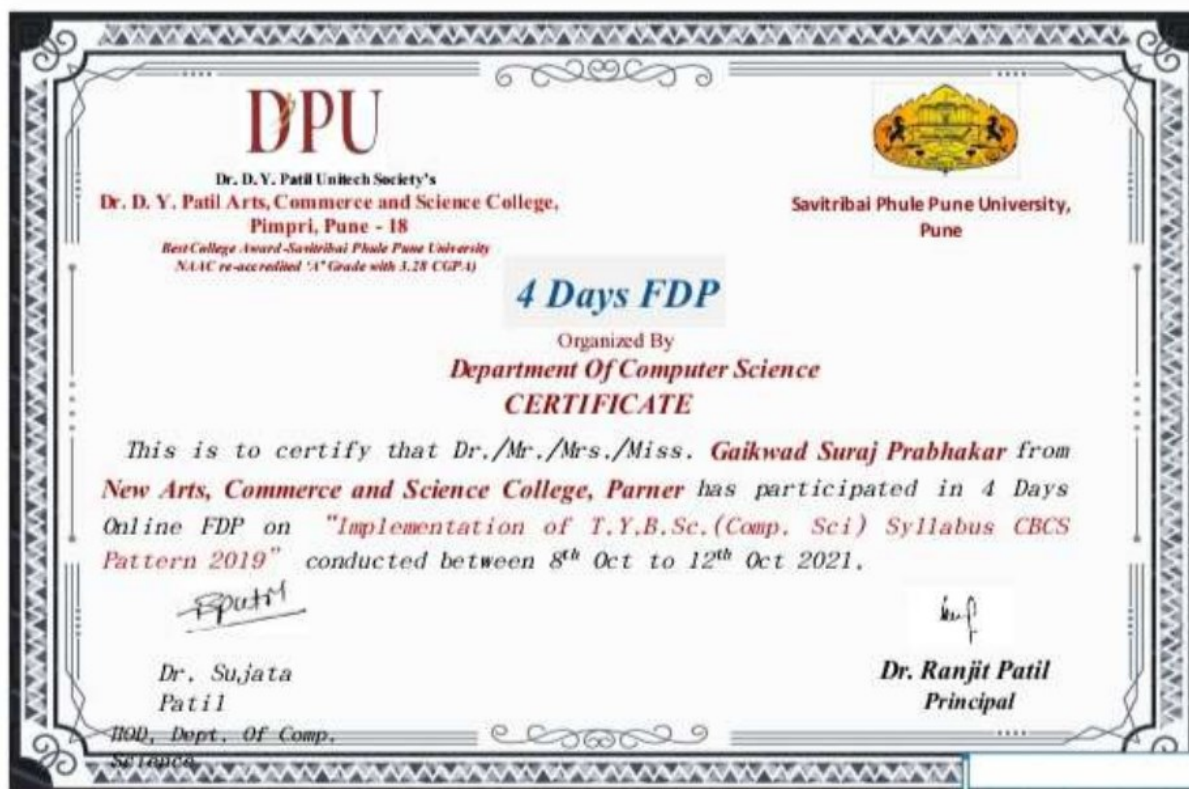 DPU
Dr. D. Y. Patil Unitech Society's
Dr. D. Y. Patil Arts, Commerce and Science College,
Pimpri, Pune - 18
Best College Award-Savitribai Phule Pune University
NAAC re-accredited 'A' Grade with 3.28 CGPA)
Savitribai Phule Pune University,
Pune
4 Days FDP
Organized By
Department Of Computer Science
CERTIFICATE
This is to certify that Dr./Mr./Mrs./Miss. Gaikwad Suraj Prabhakar from
New Arts, Commerce and Science College, Parner has participated in 4 Days
Online FDP on "Implementation of T.Y.B.Sc.(Comp. Sci) Syllabus CBCS
Pattern 2019" conducted between 8th Oct to 12th Oct 2021.
Dr. Sujata
Patil
HOD, Dept. Of Comp.
Science
Dr. Ranjit Patil
Principal